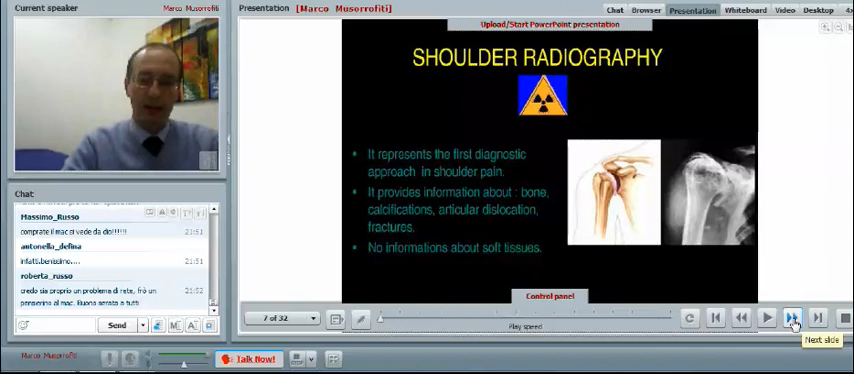 Current speaker
Marco Musorrofiti
Presentation [Marco Musorrofiti]
Chat Browser Presentation Whiteboard Video Desktop 4x
Upload/Start PowerPoint presentation
SHOULDER RADIOGRAPHY
It represents the first diagnostic
approach in shoulder pain.
It provides information about : bone,
calcifications, articular dislocation,
fractures.
No informations about soft tissues.
Chat
Massimo_Russo
comprate il mac si vede da dio!!!!!!
21:51
antonella_defina
infatti.benissimo....
21:51
roberta_russo
credo sia proprio un problema di rete, frò un
21:52
pensierino al mac. Buona serata a tutti
Send
Control panel
7 of 32
Play speed
Next slide
Marco Musorrofiti
Talk Now!